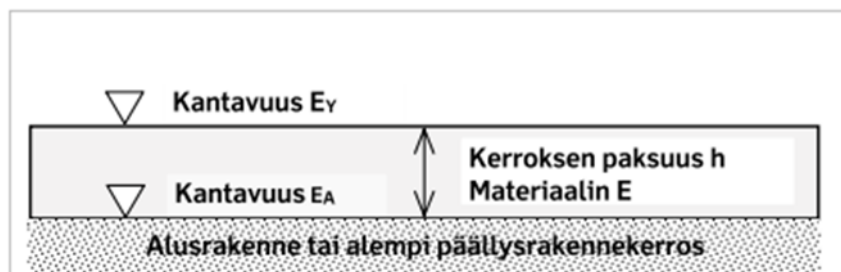 Kantavuus EY
Kantavuus EA
Kerroksen paksuus h
Materiaalin E
Alusrakenne tai alempi päällysrakennekerros